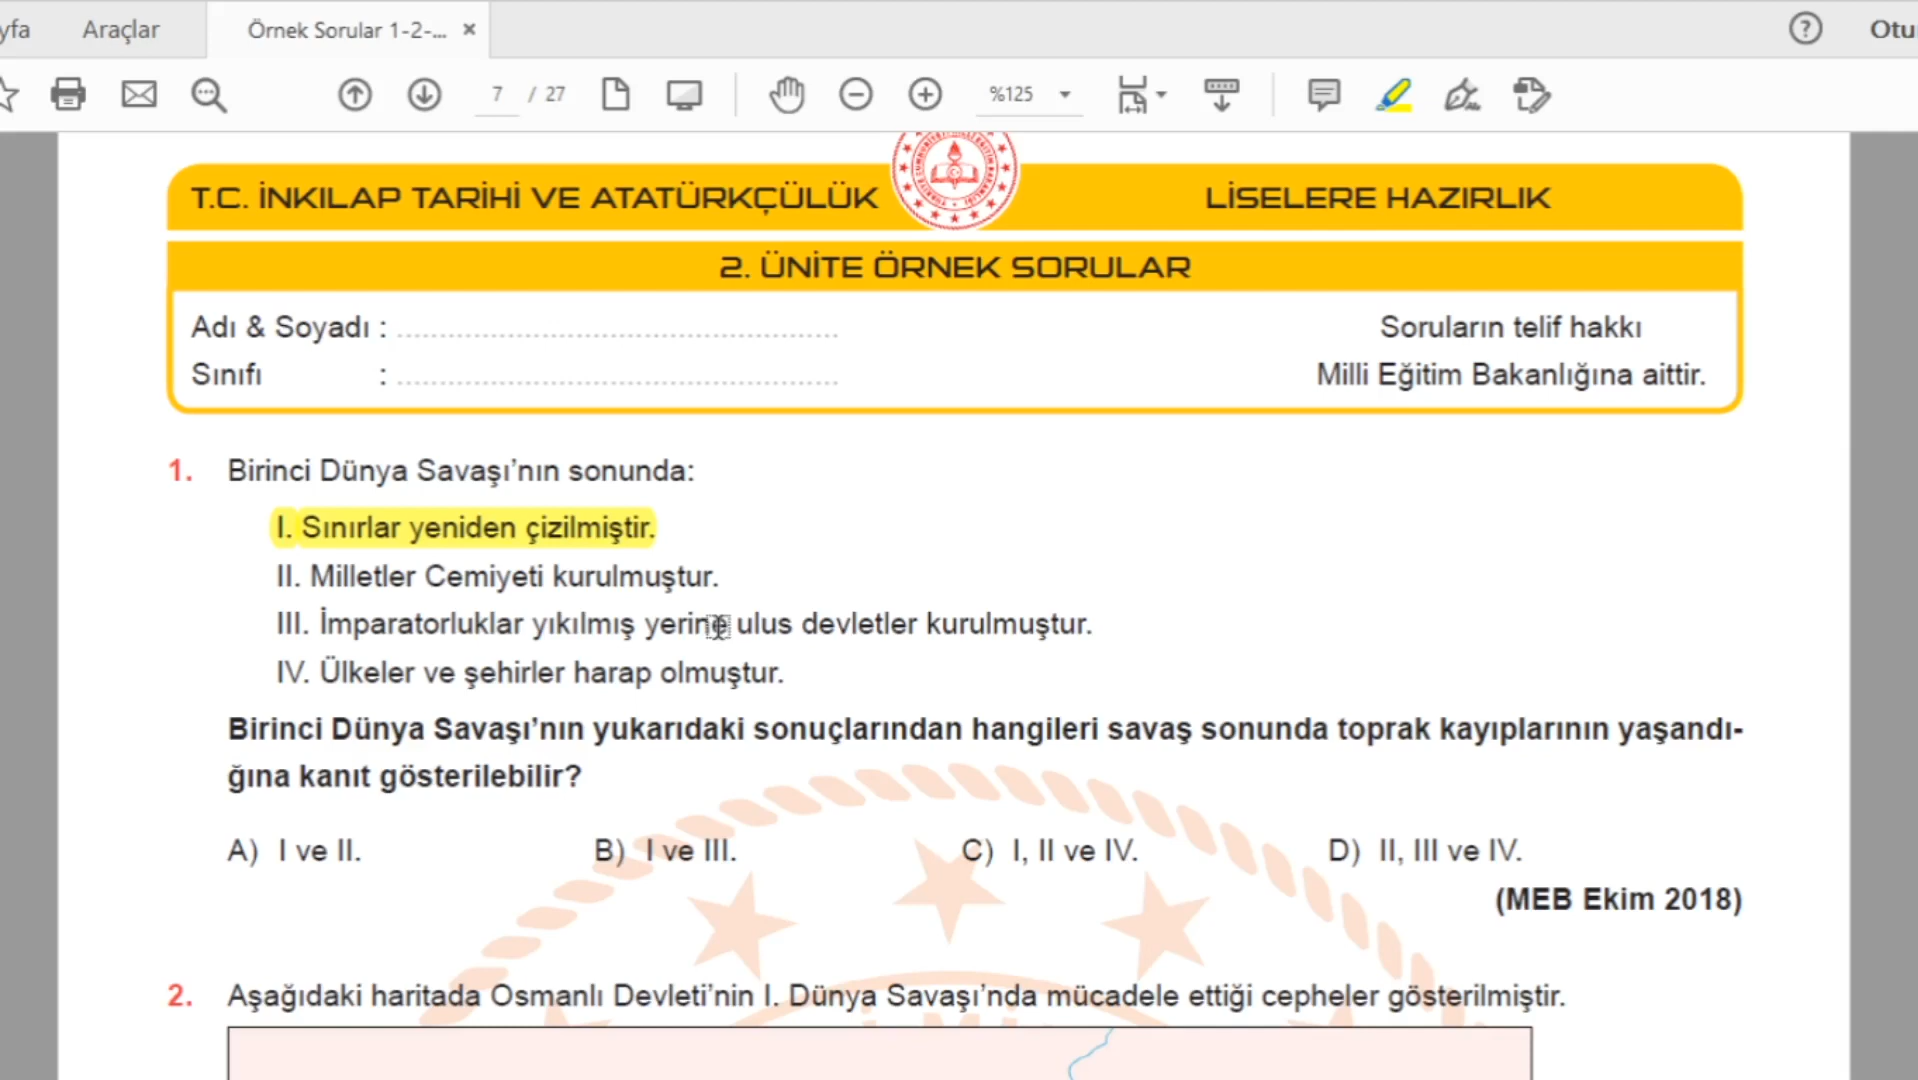 yfa Araçlar Örnek Sorular 1-2-... × ? Otu
7 / 27 %125
T.C. İNKILAP TARİHİ VE ATATÜRKÇÜLÜK LİSELERE HAZIRLIK
2. ÜNİTE ÖRNEK SORULAR
Adı & Soyadı : .................................................. Soruların telif hakkı
Sınıfı : .................................................. Milli Eğitim Bakanlığına aittir.
1. Birinci Dünya Savaşı’nın sonunda:
I. Sınırlar yeniden çizilmiştir.
II. Milletler Cemiyeti kurulmuştur.
III. İmparatorluklar yıkılmış yerine ulus devletler kurulmuştur.
IV. Ülkeler ve şehirler harap olmuştur.
Birinci Dünya Savaşı’nın yukarıdaki sonuçlarından hangileri savaş sonunda toprak kayıplarının yaşandı-
ğına kanıt gösterilebilir?
A) I ve II. B) I ve III. C) I, II ve IV. D) II, III ve IV.
(MEB Ekim 2018)
2. Aşağıdaki haritada Osmanlı Devleti’nin I. Dünya Savaşı’nda mücadele ettiği cepheler gösterilmiştir.